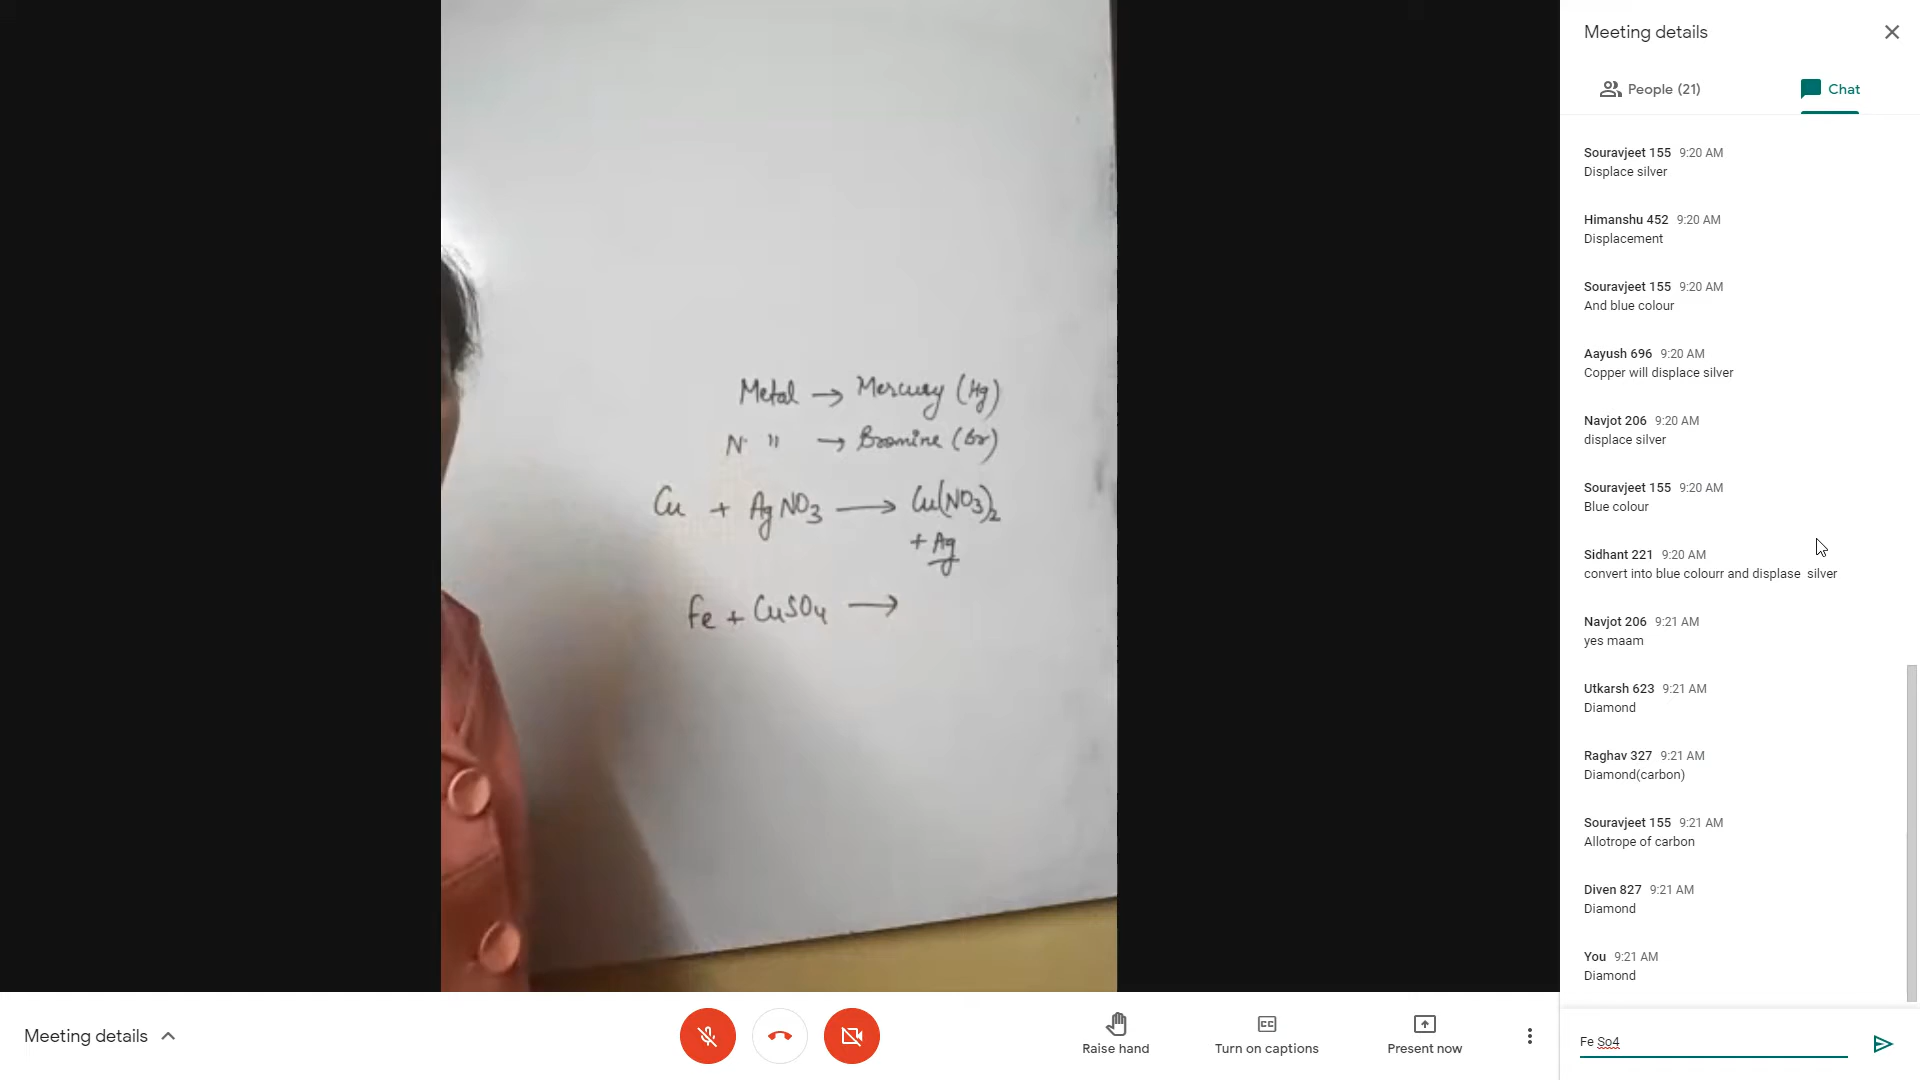 Metal → Mercury (Hg)
N " → Bromine (Br)
Cu + AgNO3 → Cu(NO3)2
+ Ag
Fe + CuSO4 →
Meeting details
People (21)
Chat
Souravjeet 155 9:20 AM
Displace silver
Himanshu 452 9:20 AM
Displacement
Souravjeet 155 9:20 AM
And blue colour
Aayush 696 9:20 AM
Copper will displace silver
Navjot 206 9:20 AM
displace silver
Souravjeet 155 9:20 AM
Blue colour
Sidhant 221 9:20 AM
convert into blue colourr and displase silver
Navjot 206 9:21 AM
yes maam
Utkarsh 623 9:21 AM
Diamond
Raghav 327 9:21 AM
Diamond(carbon)
Souravjeet 155 9:21 AM
Allotrope of carbon
Diven 827 9:21 AM
Diamond
You 9:21 AM
Diamond
Fe So4
Meeting details
Raise hand
CC
Turn on captions
Present now